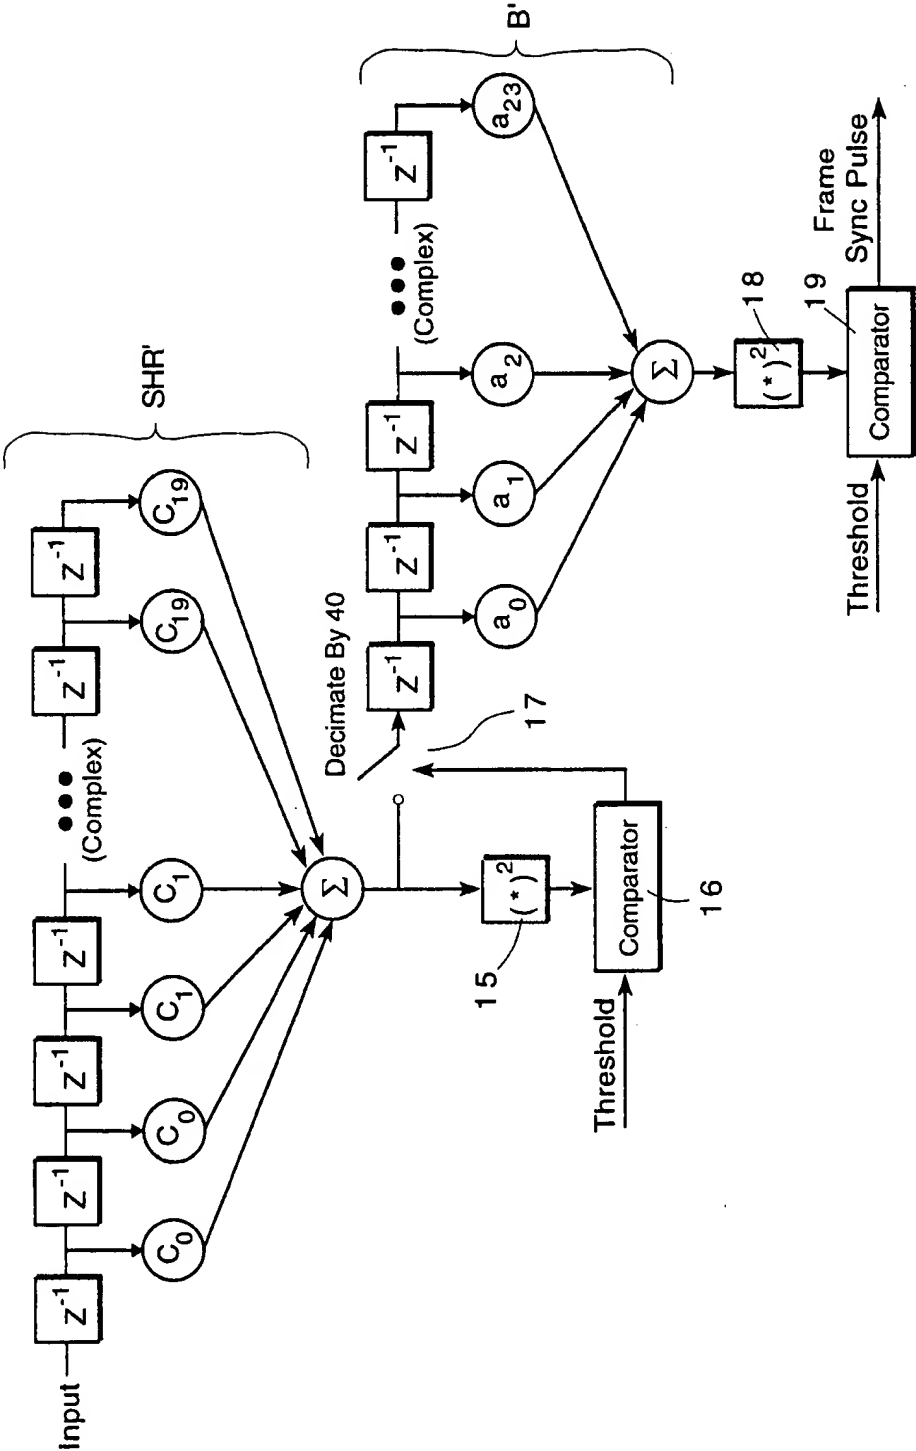 Input
Z-1
Z-1
Z-1
Z-1
(Complex)
Z-1
Z-1
SHR'
C0
C0
C1
C1
C19
C19
Σ
Decimate By 40
17
(*)2
15
Threshold
Comparator
16
Z-1
Z-1
Z-1
(Complex)
Z-1
B'
a0
a1
a2
a23
Σ
(*)2
18
Threshold
Comparator
19
Frame
Sync Pulse